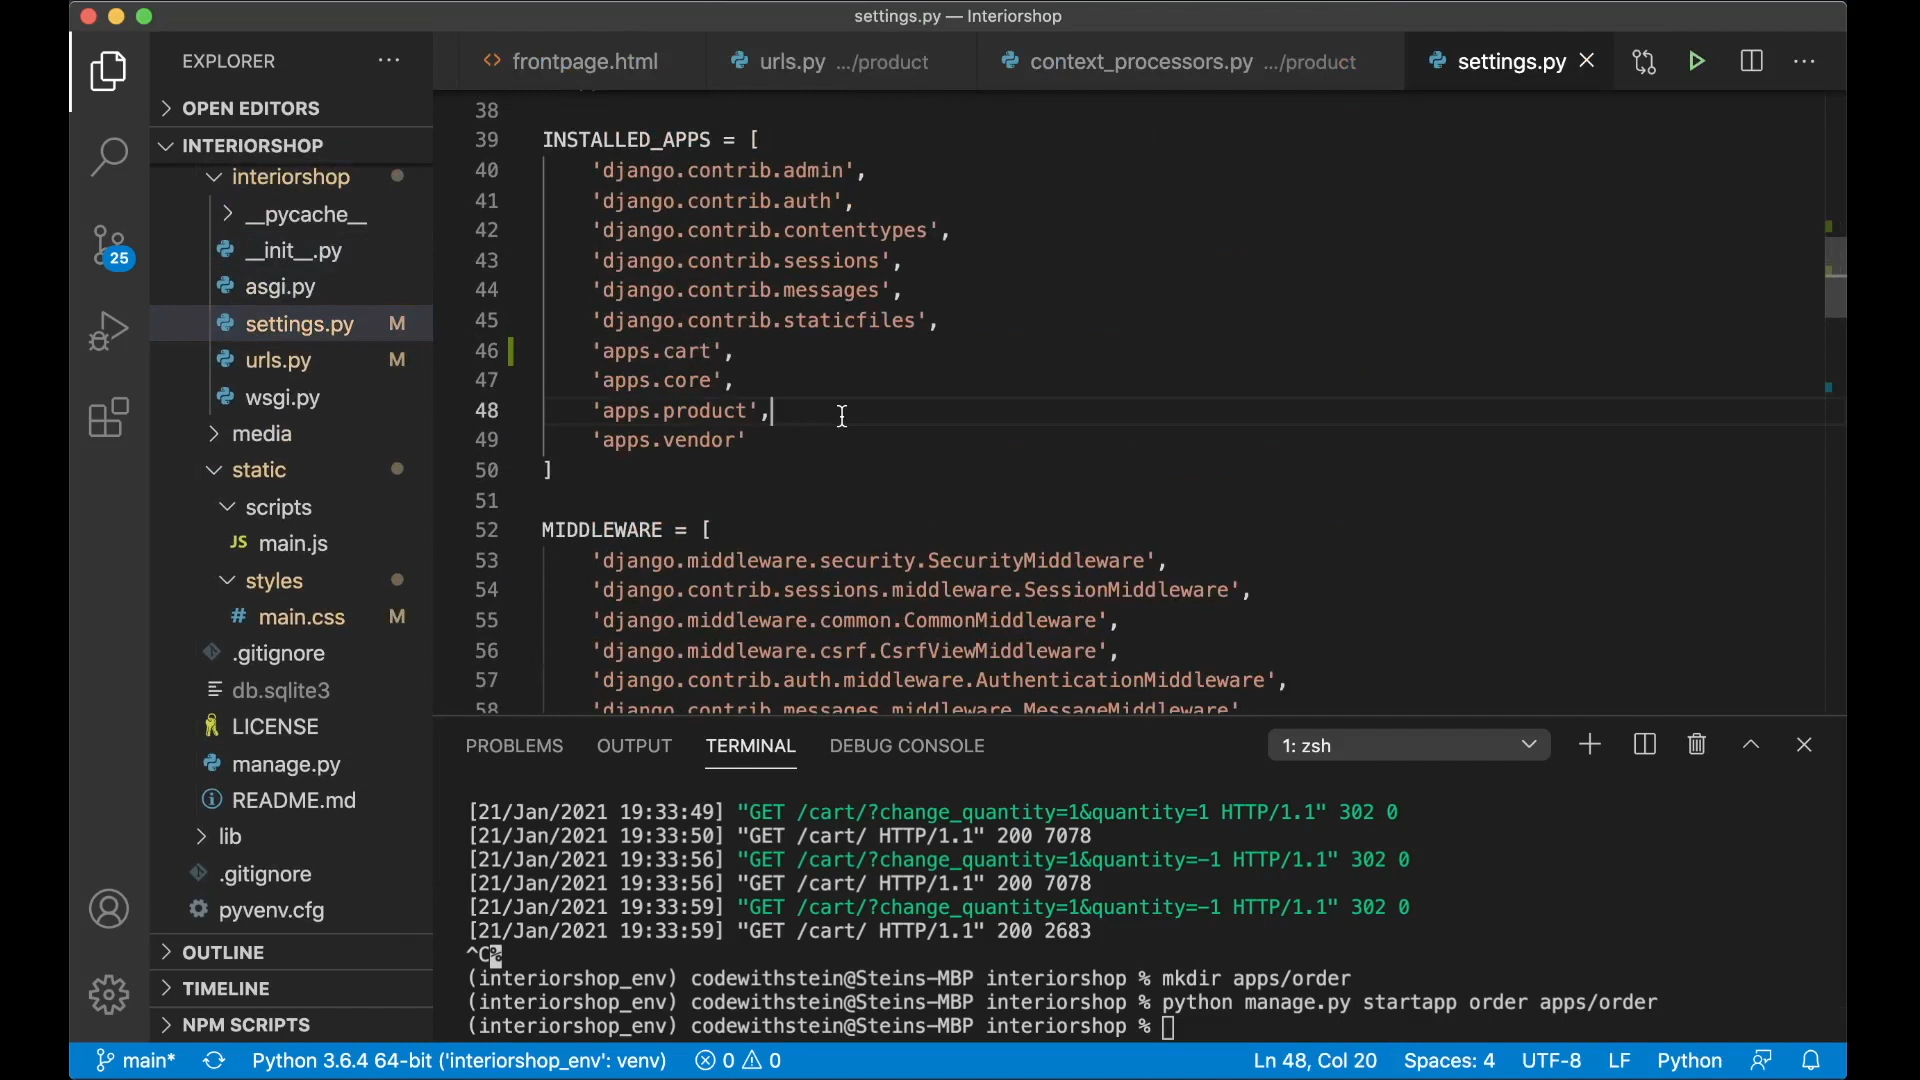 settings.py — Interiorshop
EXPLORER
frontpage.html
urls.py .../product
context_processors.py .../product
settings.py
OPEN EDITORS
INTERIORSHOP
interiorshop
__pycache__
__init__.py
asgi.py
settings.py M
urls.py M
wsgi.py
media
static
scripts
JS main.js
styles
# main.css M
.gitignore
db.sqlite3
LICENSE
manage.py
README.md
lib
.gitignore
pyvenv.cfg
OUTLINE
TIMELINE
NPM SCRIPTS
25
38
39 INSTALLED_APPS = [
40 'django.contrib.admin',
41 'django.contrib.auth',
42 'django.contrib.contenttypes',
43 'django.contrib.sessions',
44 'django.contrib.messages',
45 'django.contrib.staticfiles',
46 'apps.cart',
47 'apps.core',
48 'apps.product',
49 'apps.vendor'
50 ]
51
52 MIDDLEWARE = [
53 'django.middleware.security.SecurityMiddleware',
54 'django.contrib.sessions.middleware.SessionMiddleware',
55 'django.middleware.common.CommonMiddleware',
56 'django.middleware.csrf.CsrfViewMiddleware',
57 'django.contrib.auth.middleware.AuthenticationMiddleware',
58 'django.contrib.messages.middleware.MessageMiddleware'
PROBLEMS OUTPUT TERMINAL DEBUG CONSOLE
1: zsh
[21/Jan/2021 19:33:49] "GET /cart/?change_quantity=1&quantity=1 HTTP/1.1" 302 0
[21/Jan/2021 19:33:50] "GET /cart/ HTTP/1.1" 200 7078
[21/Jan/2021 19:33:56] "GET /cart/?change_quantity=1&quantity=-1 HTTP/1.1" 302 0
[21/Jan/2021 19:33:56] "GET /cart/ HTTP/1.1" 200 7078
[21/Jan/2021 19:33:59] "GET /cart/?change_quantity=1&quantity=-1 HTTP/1.1" 302 0
[21/Jan/2021 19:33:59] "GET /cart/ HTTP/1.1" 200 2683
^C%
(interiorshop_env) codewithstein@Steins-MBP interiorshop % mkdir apps/order
(interiorshop_env) codewithstein@Steins-MBP interiorshop % python manage.py startapp order apps/order
(interiorshop_env) codewithstein@Steins-MBP interiorshop %
main* Python 3.6.4 64-bit ('interiorshop_env': venv) 0 0 Ln 48, Col 20 Spaces: 4 UTF-8 LF Python